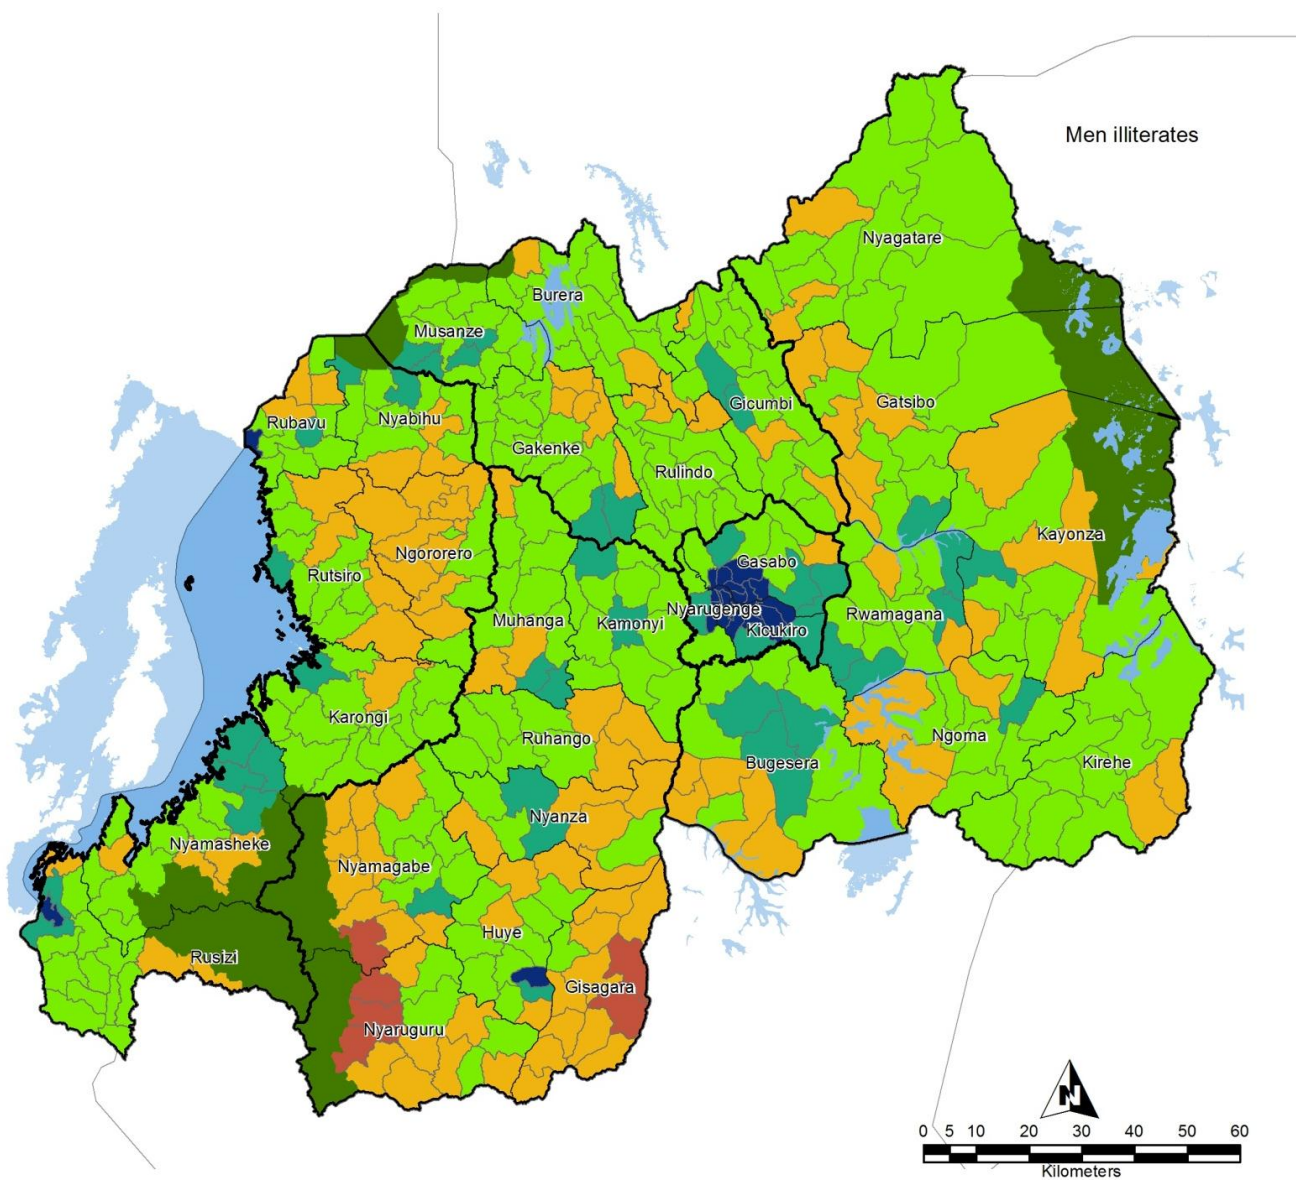 Men illiterates
Nyagatare
Burera
Musanze
Gatsibo
Gicumbi
Rubavu
Nyabihu
Gakenke
Rulindo
Kayonza
Ngororero
Gasabo
Rutsiro
Nyarugenge
Rwamagana
Muhanga
Kamonyi
Kicukiro
Karongi
Ruhango
Ngoma
Bugesera
Kirehe
Nyanza
Nyamasheke
Nyamagabe
Huye
Rusizi
Gisagara
Nyaruguru
N
0 5 10 20 30 40 50 60
Kilometers